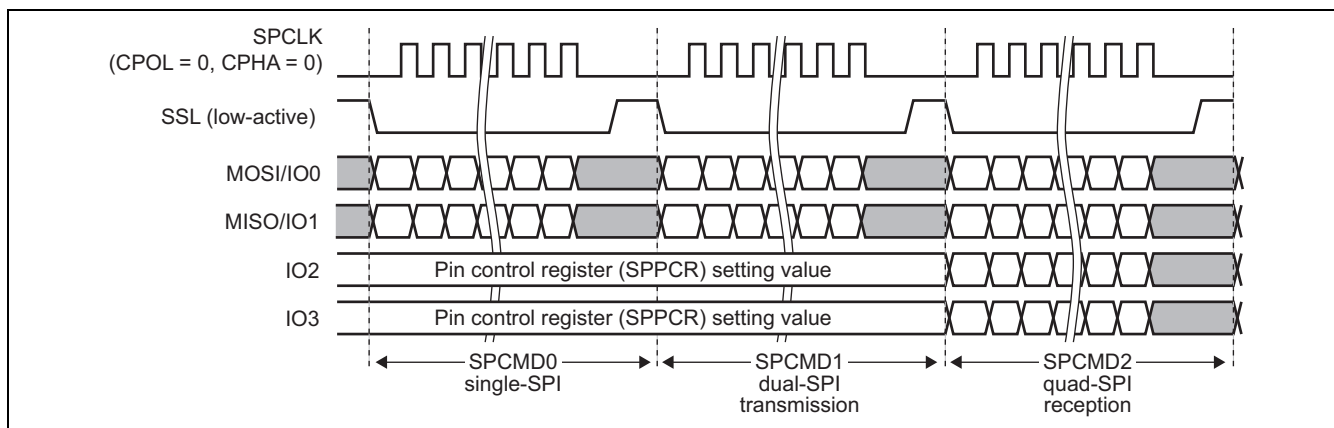 SPCLK
(CPOL = 0, CPHA = 0)
SSL (low-active)
MOSI/IO0
MISO/IO1
IO2
Pin control register (SPPCR) setting value
IO3
Pin control register (SPPCR) setting value
SPCMD0
single-SPI
SPCMD1
dual-SPI
transmission
SPCMD2
quad-SPI
reception